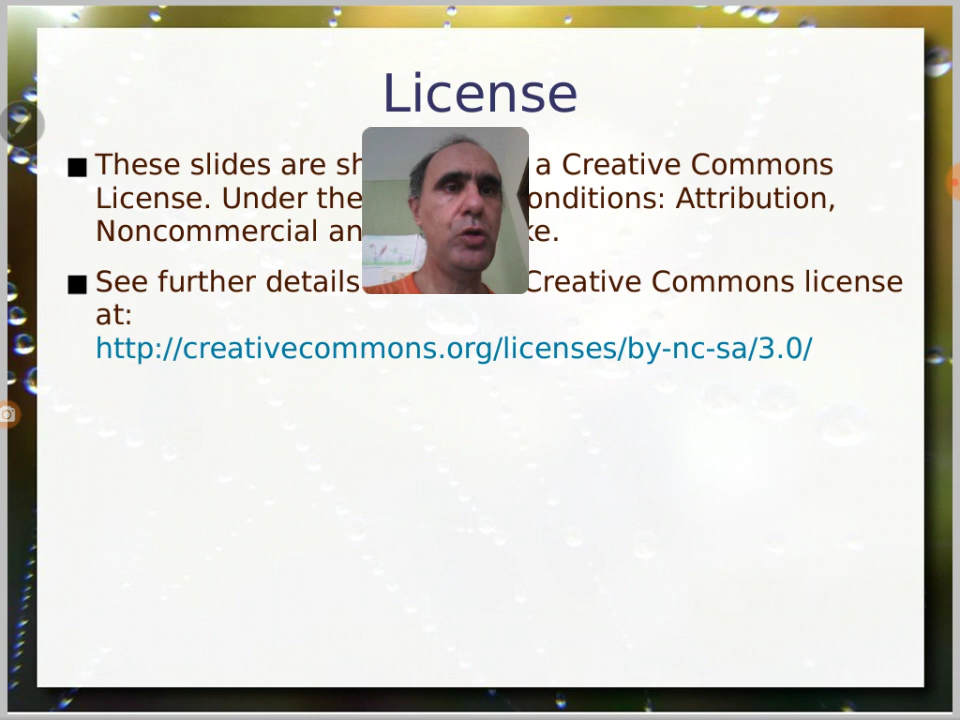 License
These slides are sh a Creative Commons
License. Under the onditions: Attribution,
Noncommercial an ke.
See further details Creative Commons license
at:
http://creativecommons.org/licenses/by-nc-sa/3.0/